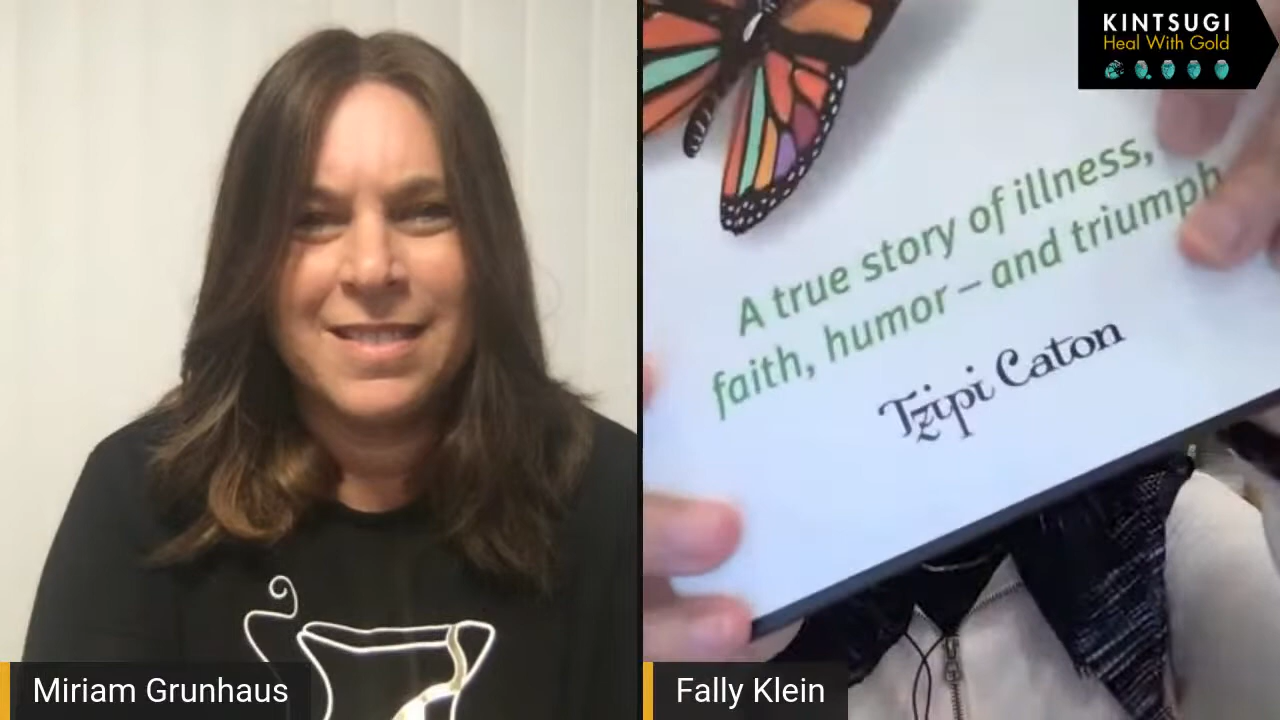 KINTSUGI
Heal With Gold
A true story of illness,
faith, humor – and triumph
Tzipi Caton
Miriam Grunhaus
Fally Klein